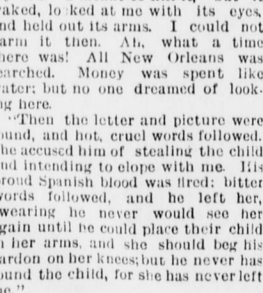 aked, lo ked at me with its eyes,
nd held out its arms. I could not
arm it then. Ah, what a time
here was! All New Orleans was
earched. Money was spent like
ater; but no one dreamed of look-
ng here.
"Then the letter and picture were
ound, and hot, cruel words followed.
he accused him of stealing the child
nd intending to elope with me. His
roud Spanish blood was fired; bitter
vords followed, and he left her,
wearing he never would see her
gain until he could place their child
n her arms, and she should beg his
ardon on her knees; but he never has
ound the child, for she has never left
me."